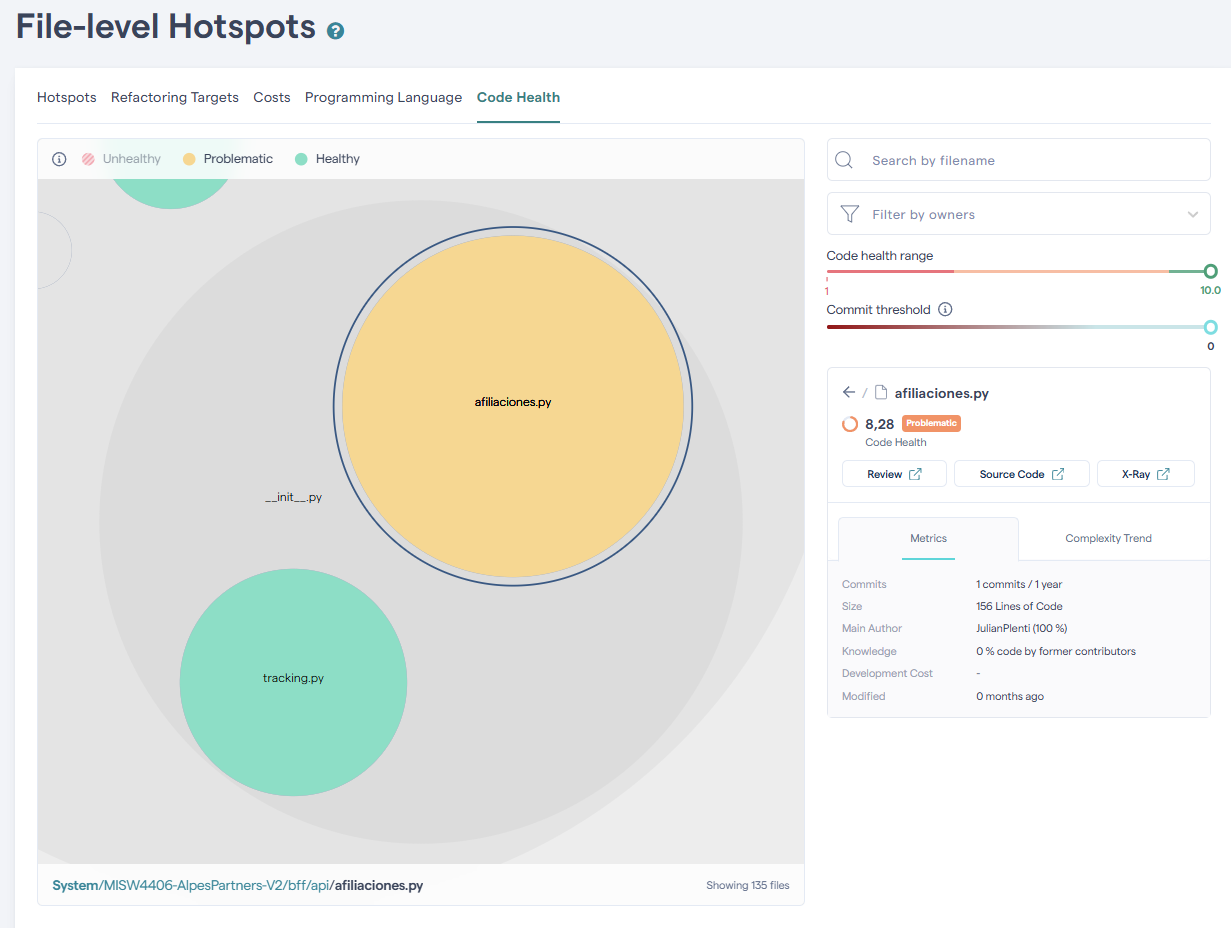 File-level Hotspots ?
Hotspots Refactoring Targets Costs Programming Language Code Health
Unhealthy Problematic Healthy
afiliaciones.py
__init__.py
tracking.py
System/MISW4406-AlpesPartners-V2/bff/api/afiliaciones.py Showing 135 files
Search by filename
Filter by owners
Code health range
1 10.0
Commit threshold
0
/ afiliaciones.py
8,28 Problematic
Code Health
Review Source Code X-Ray
Metrics Complexity Trend
Commits 1 commits / 1 year
Size 156 Lines of Code
Main Author JulianPlenti (100 %)
Knowledge 0 % code by former contributors
Development Cost -
Modified 0 months ago